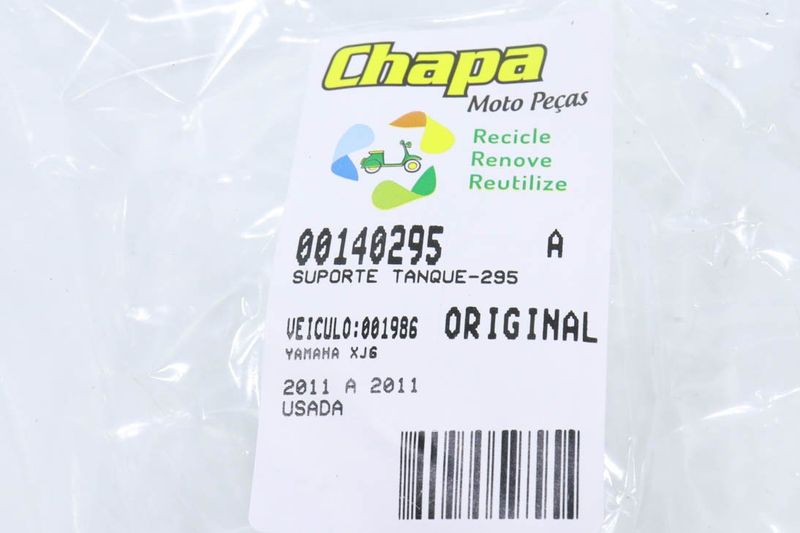 Chapa
Moto Peças
Recicle
Renove
Reutilize
00140295 A
SUPORTE TANQUE-295
VEICULO:001986 ORIGINAL
YAMAHA XJ6
2011 A 2011
USADA